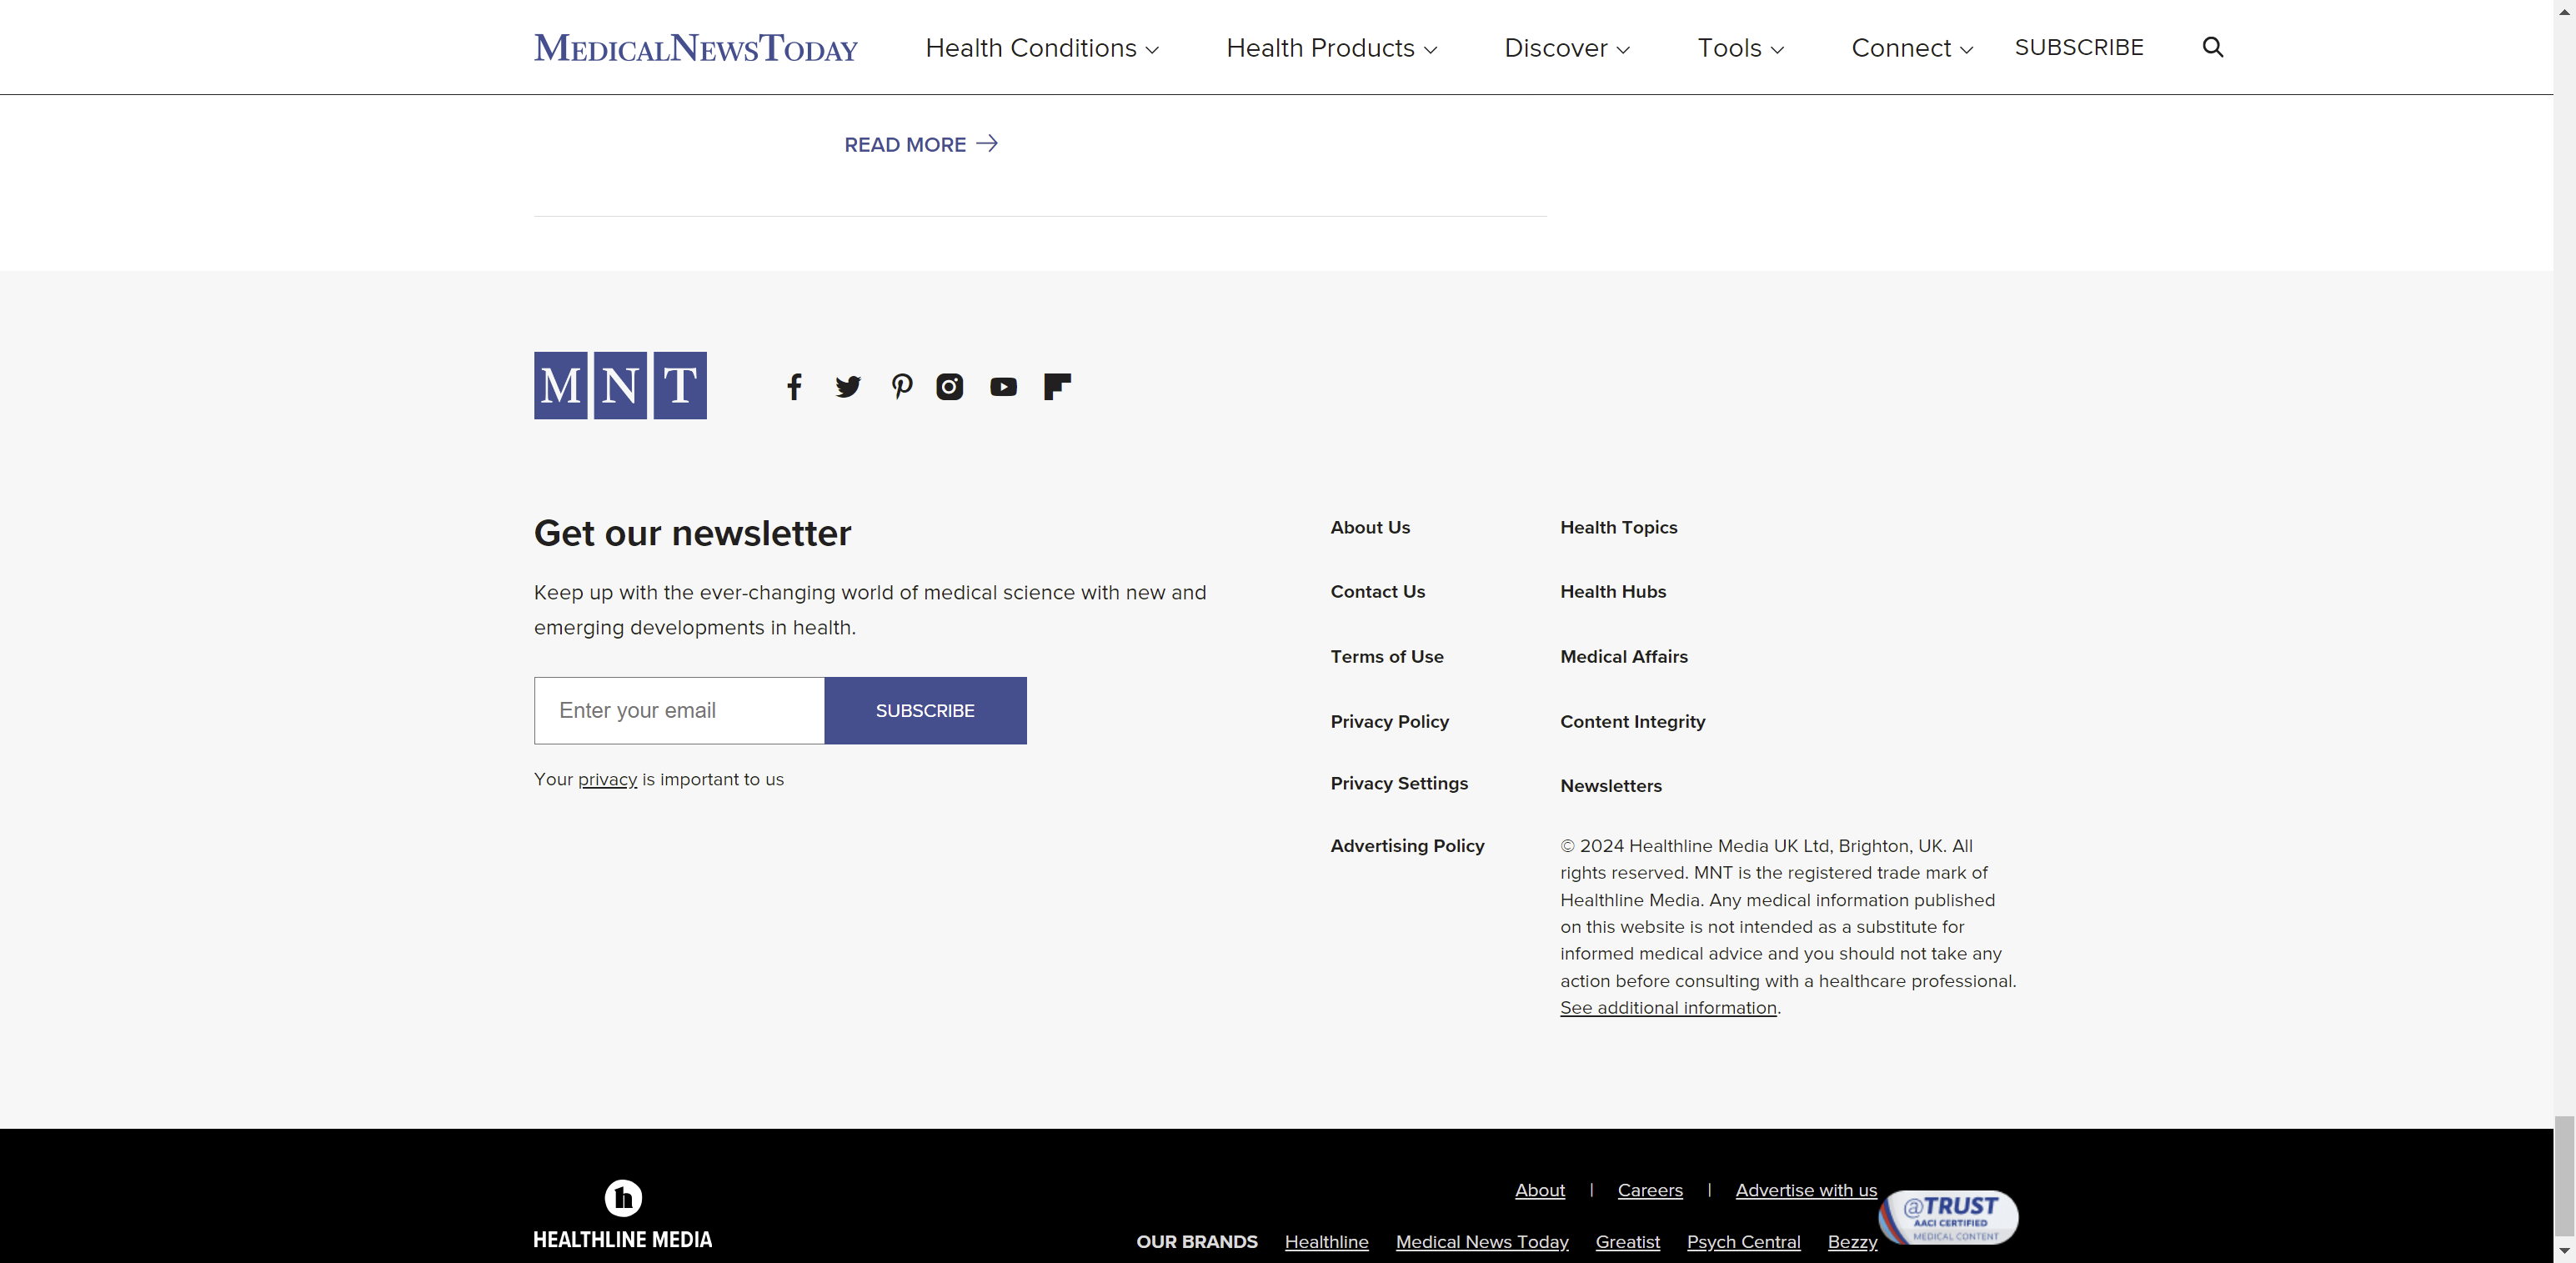 MEDICALNEWSTODAY
Health Conditions
Health Products
Discover
Tools
Connect
SUBSCRIBE
READ MORE
MNT
Get our newsletter
Keep up with the ever-changing world of medical science with new and
emerging developments in health.
Enter your email
SUBSCRIBE
Your privacy is important to us
About Us
Contact Us
Terms of Use
Privacy Policy
Privacy Settings
Advertising Policy
Health Topics
Health Hubs
Medical Affairs
Content Integrity
Newsletters
© 2024 Healthline Media UK Ltd, Brighton, UK. All
rights reserved. MNT is the registered trade mark of
Healthline Media. Any medical information published
on this website is not intended as a substitute for
informed medical advice and you should not take any
action before consulting with a healthcare professional.
See additional information.
h
HEALTHLINE MEDIA
About | Careers | Advertise with us
OUR BRANDS Healthline Medical News Today Greatist Psych Central Bezzy
@TRUST
AACI CERTIFIED
MEDICAL CONTENT